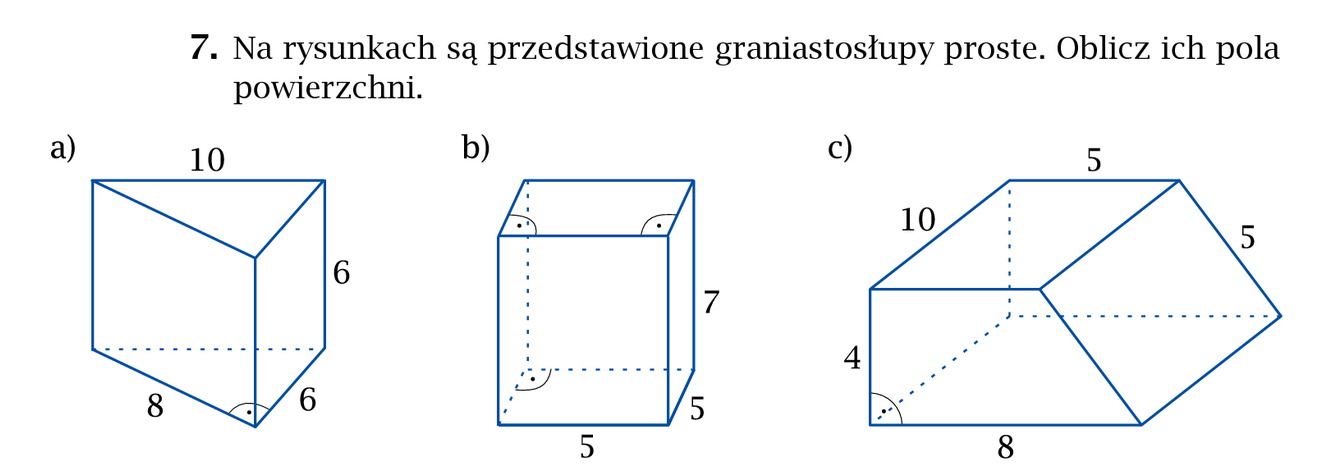 7. Na rysunkach są przedstawione graniastosłupy proste. Oblicz ich pola
powierzchni.
a)
10
6
8
6
b)
7
5
5
c)
5
10
5
4
8